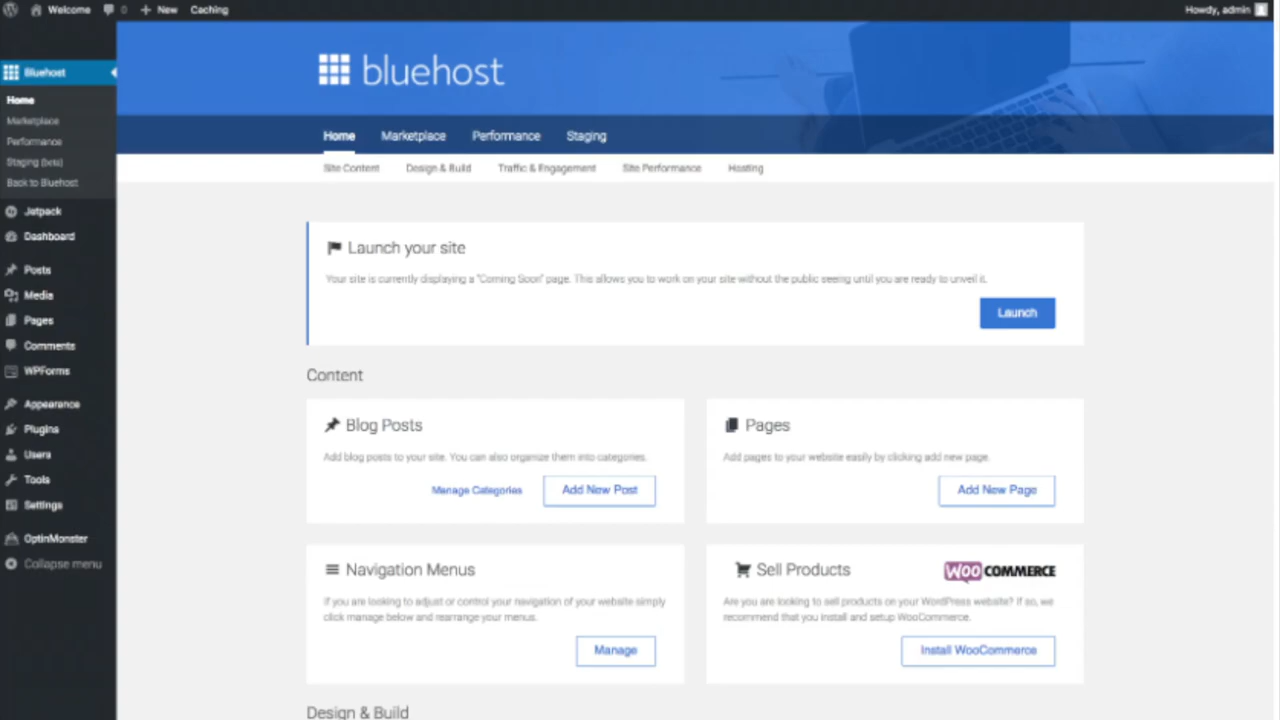 Welcome 0 New Caching Howdy, admin
Bluehost
Home
Marketplace
Performance
Staging (beta)
Back to Bluehost
Jetpack
Dashboard
Posts
Media
Pages
Comments
WPForms
Appearance
Plugins
Users
Tools
Settings
OptinMonster
Collapse menu
bluehost
Home Marketplace Performance Staging
Site Content Design & Build Traffic & Engagement Site Performance Hosting
Launch your site
Your site is currently displaying a "Coming Soon" page. This allows you to work on your site without the public seeing until you are ready to unveil it.
Launch
Content
Blog Posts
Add blog posts to your site. You can also organize them into categories.
Manage Categories Add New Post
Pages
Add pages to your website easily by clicking add new page.
Add New Page
Navigation Menus
If you are looking to adjust or control your navigation of your website simply
click manage below and rearrange your menus.
Manage
Sell Products WOOCOMMERCE
Are you are looking to sell products on your WordPress website? If so, we
recommend that you install and setup WooCommerce.
Install WooCommerce
Design & Build